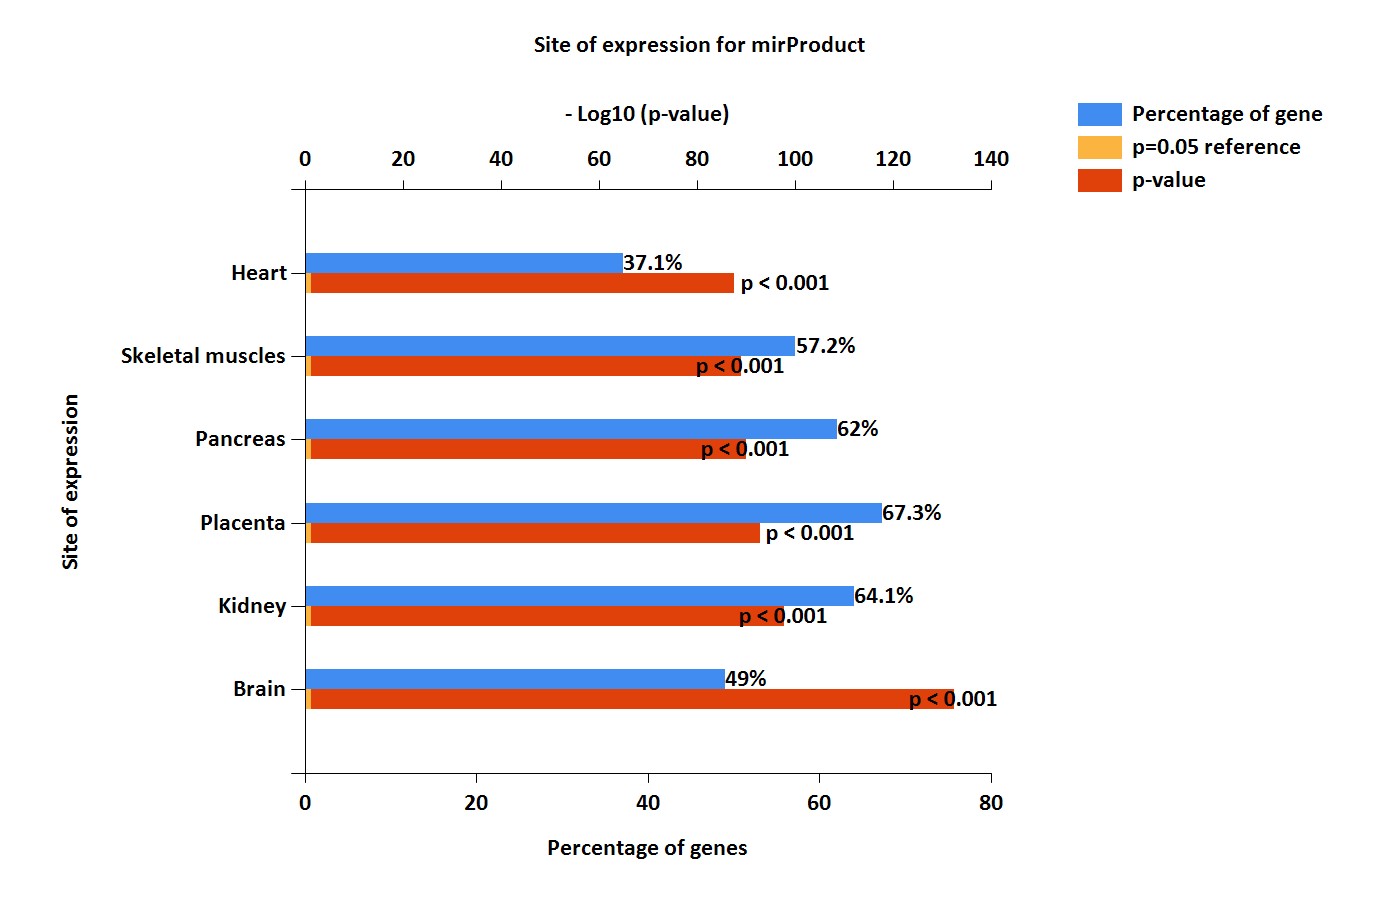 Site of expression for mirProduct
- Log10 (p-value)
0 20 40 60 80 100 120 140
Percentage of gene
p=0.05 reference
p-value
Site of expression
Heart
37.1%
p < 0.001
Skeletal muscles
57.2%
p < 0.001
Pancreas
62%
p < 0.001
Placenta
67.3%
p < 0.001
Kidney
64.1%
p < 0.001
Brain
49%
p < 0.001
0 20 40 60 80
Percentage of genes